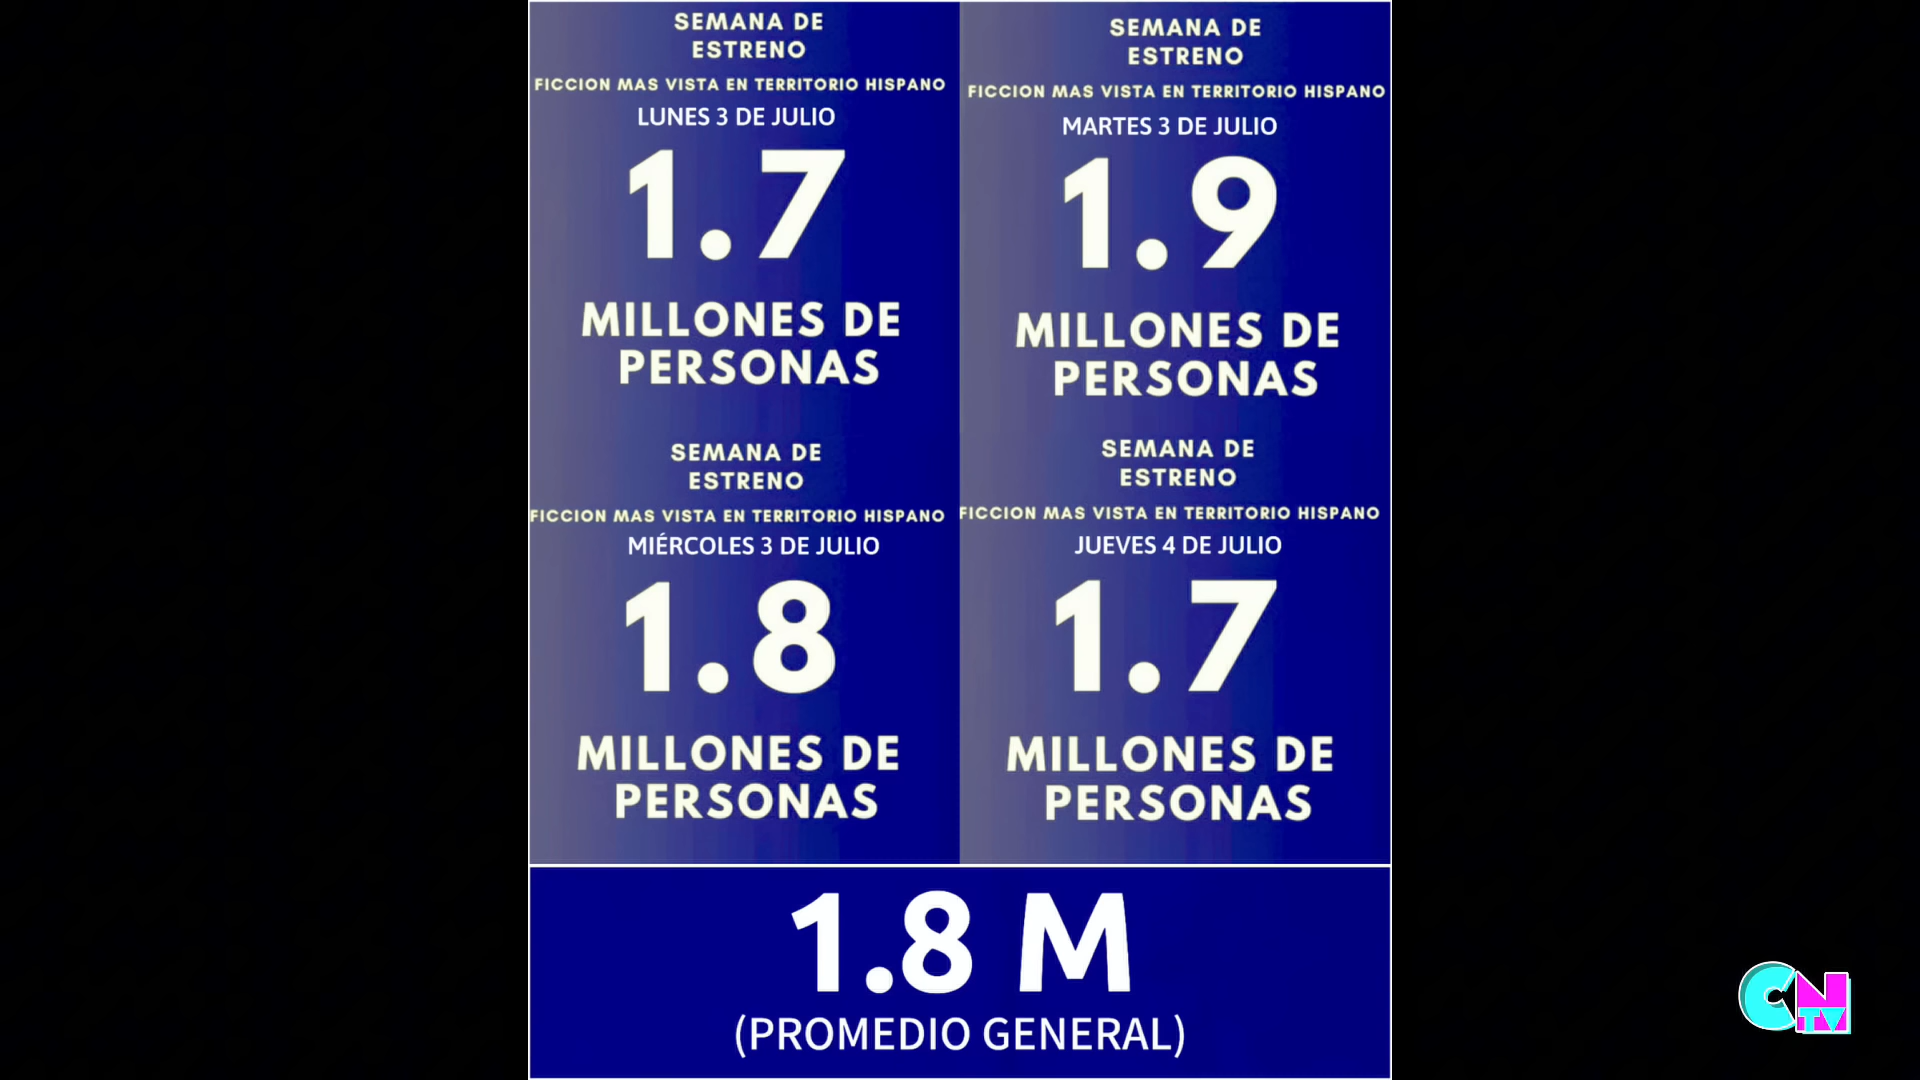 SEMANA DE
ESTRENO
FICCION MAS VISTA EN TERRITORIO HISPANO
LUNES 3 DE JULIO
1.7
MILLONES DE
PERSONAS
SEMANA DE
ESTRENO
FICCION MAS VISTA EN TERRITORIO HISPANO
MARTES 3 DE JULIO
1.9
MILLONES DE
PERSONAS
SEMANA DE
ESTRENO
FICCION MAS VISTA EN TERRITORIO HISPANO
MIÉRCOLES 3 DE JULIO
1.8
MILLONES DE
PERSONAS
SEMANA DE
ESTRENO
FICCION MAS VISTA EN TERRITORIO HISPANO
JUEVES 4 DE JULIO
1.7
MILLONES DE
PERSONAS
1.8 M
(PROMEDIO GENERAL)
CN
TV